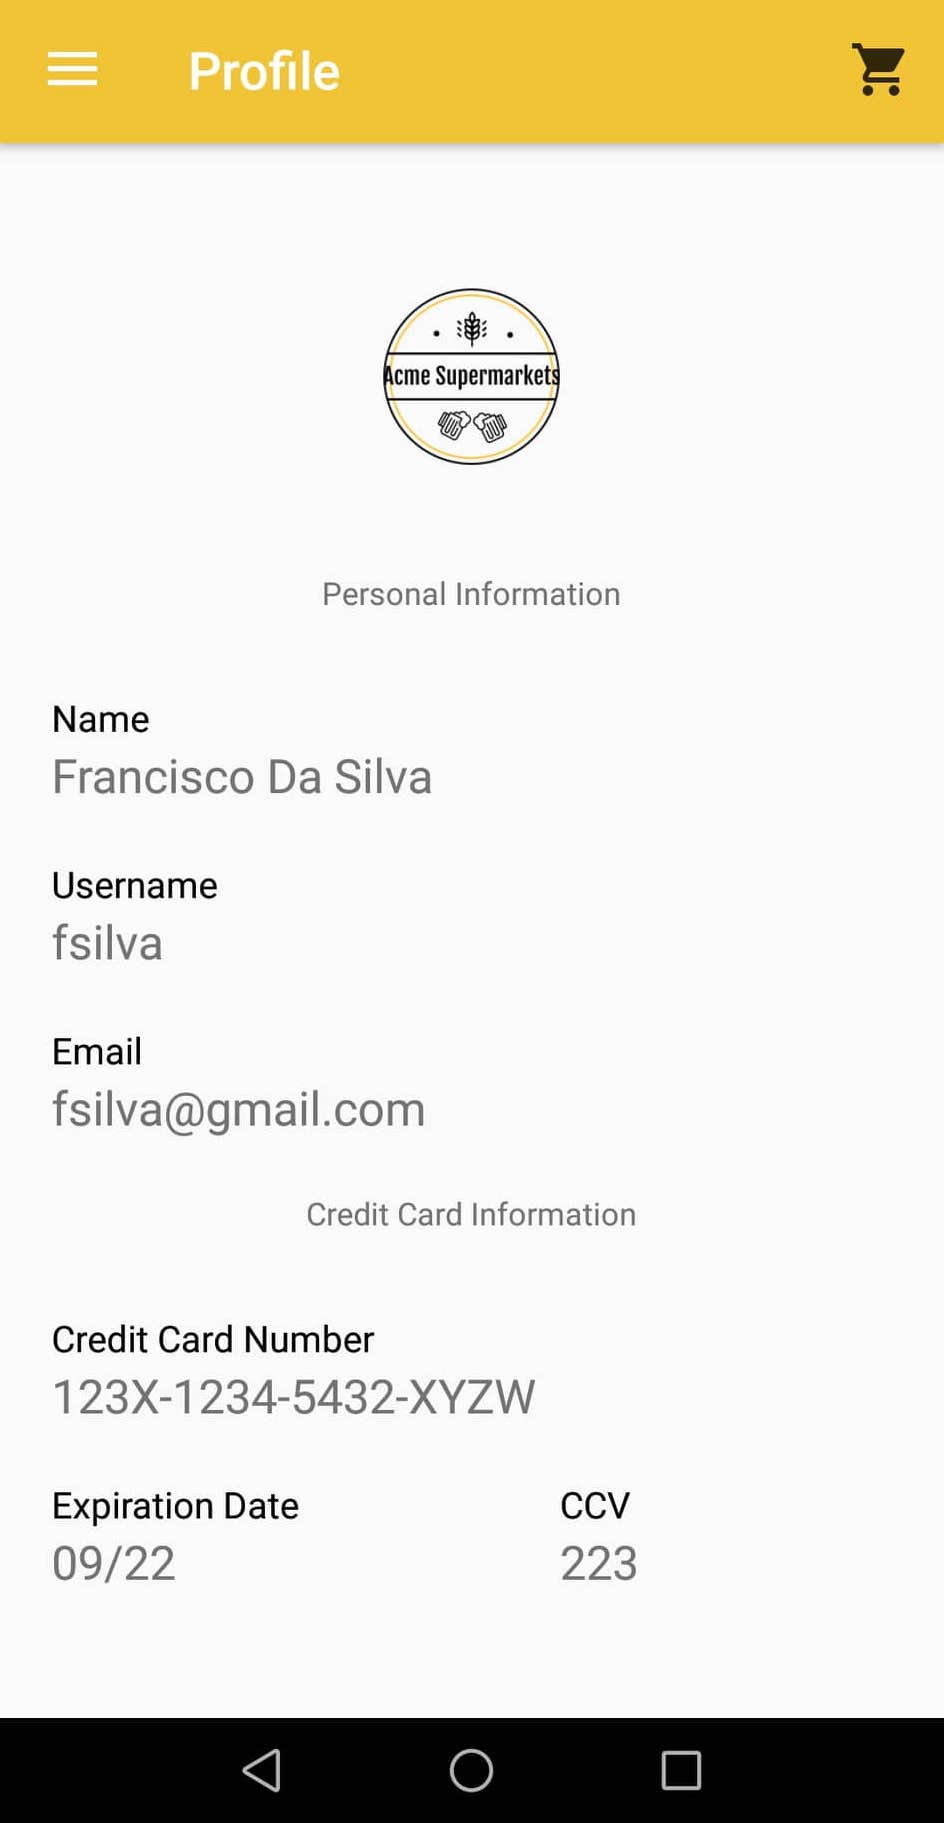 Profile
Acme Supermarkets
Personal Information
Name
Francisco Da Silva
Username
fsilva
Email
fsilva@gmail.com
Credit Card Information
Credit Card Number
123X-1234-5432-XYZW
Expiration Date CCV
09/22 223